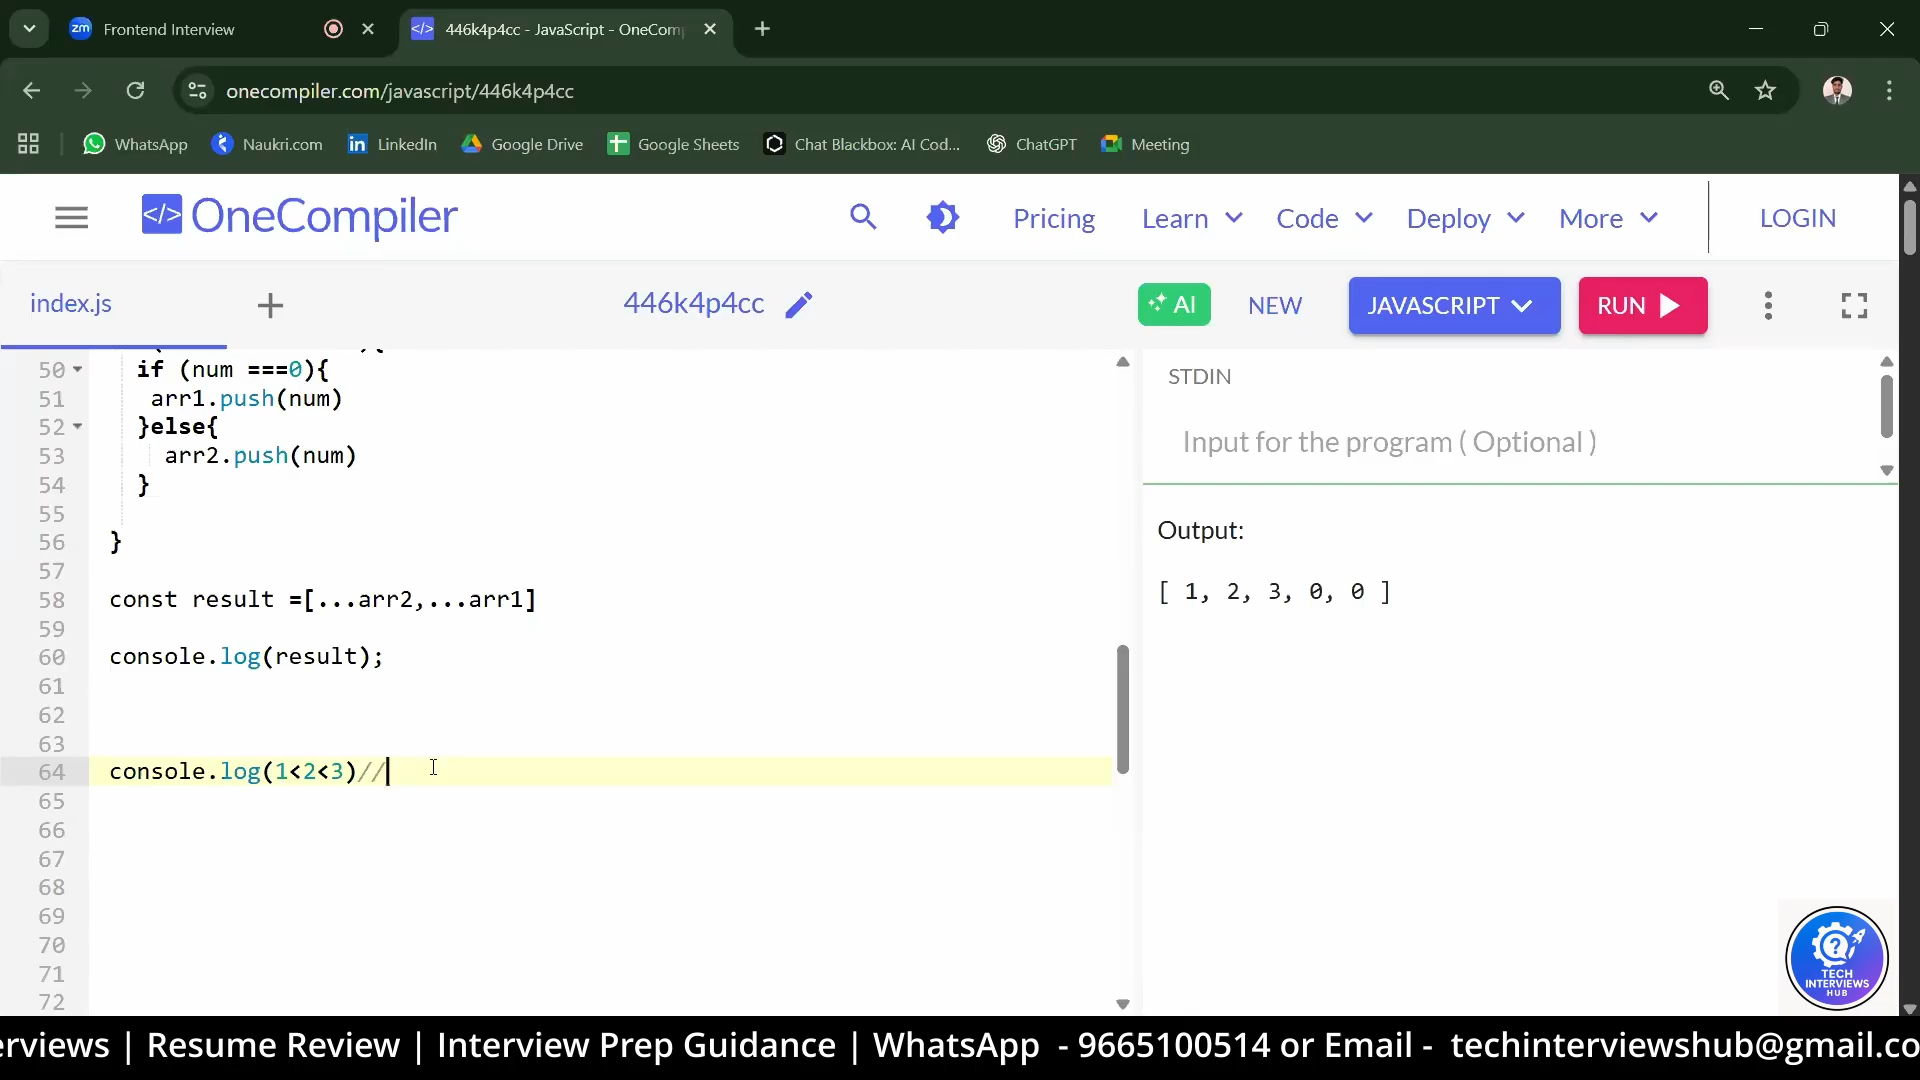 zm Frontend Interview
</> 446k4p4cc - JavaScript - OneComp
onecompiler.com/javascript/446k4p4cc
WhatsApp Naukri.com LinkedIn Google Drive Google Sheets Chat Blackbox: AI Cod... ChatGPT Meeting
</> OneCompiler Pricing Learn Code Deploy More LOGIN
index.js + 446k4p4cc AI NEW JAVASCRIPT RUN
50 if (num ===0){
51 arr1.push(num)
52 }else{
53 arr2.push(num)
54 }
55
56 }
57
58 const result =[...arr2,...arr1]
59
60 console.log(result);
61
62
63
64 console.log(1<2<3)//
65
66
67
68
69
70
71
72
STDIN
Input for the program ( Optional )
Output:
[ 1, 2, 3, 0, 0 ]
?
TECH
INTERVIEWS
HUB
erviews | Resume Review | Interview Prep Guidance | WhatsApp - 9665100514 or Email - techinterviewshub@gmail.co